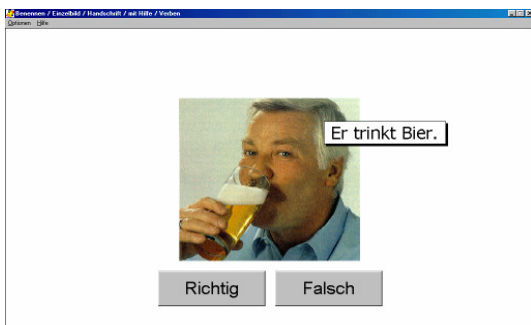 Benennen / Einzelbild / Handschrift / mit Hilfe / Verben
Optionen Hilfe
Er trinkt Bier.
Richtig Falsch